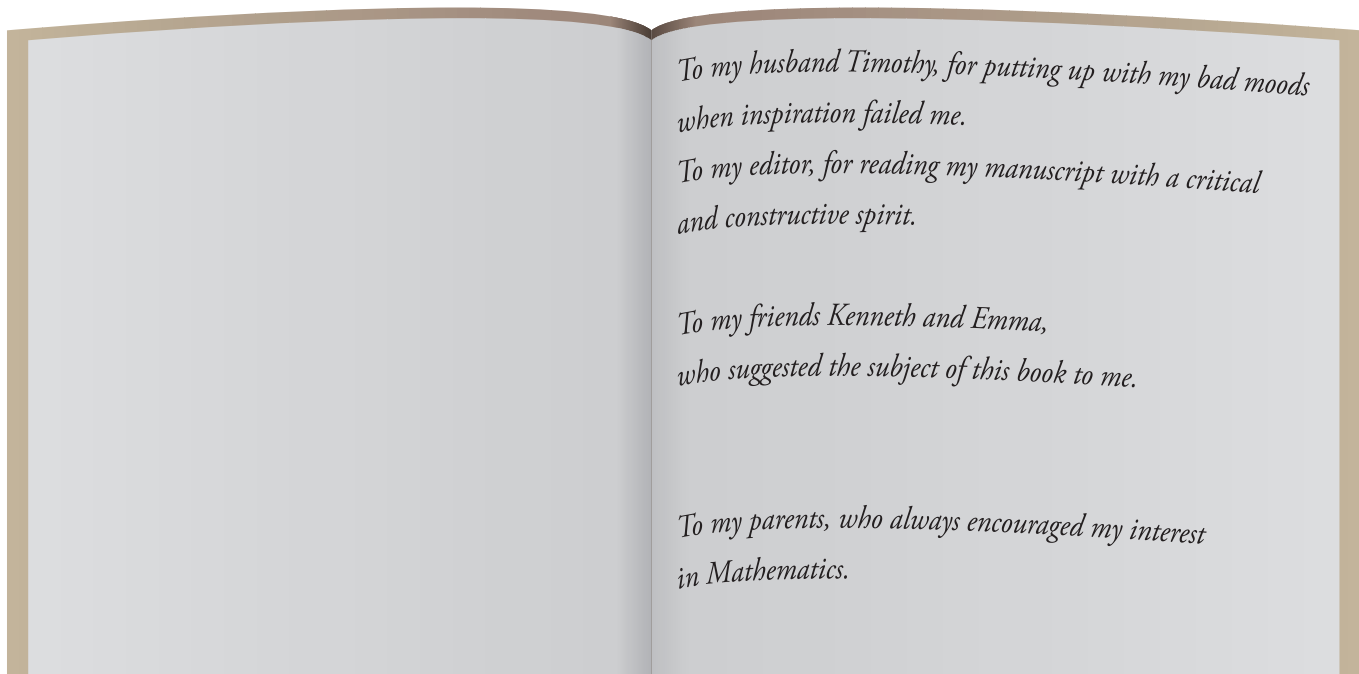 To my husband Timothy, for putting up with my bad moods
when inspiration failed me.
To my editor, for reading my manuscript with a critical
and constructive spirit.
To my friends Kenneth and Emma,
who suggested the subject of this book to me.
To my parents, who always encouraged my interest
in Mathematics.